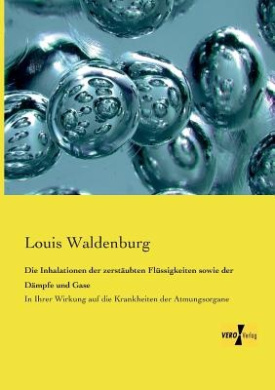 Louis Waldenburg
Die Inhalationen der zerstäubten Flüssigkeiten sowie der
Dämpfe und Gase
In Ihrer Wirkung auf die Krankheiten der Atmungsorgane
VERO Verlag